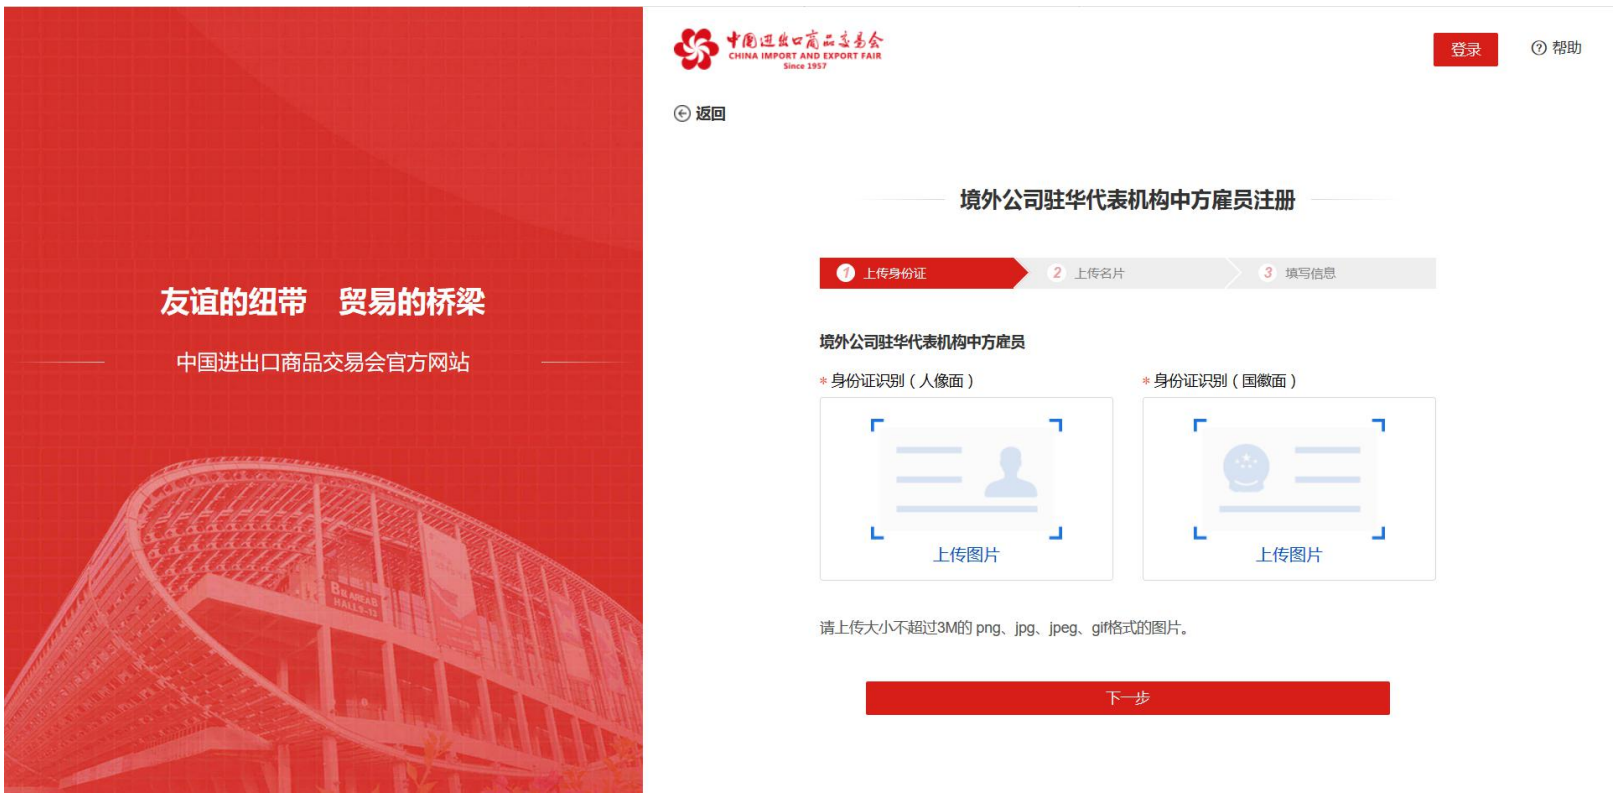 中国进出口商品交易会
CHINA IMPORT AND EXPORT FAIR
Since 1957
登录
帮助
返回
境外公司驻华代表机构中方雇员注册
1 上传身份证
2 上传名片
3 填写信息
友谊的纽带 贸易的桥梁
中国进出口商品交易会官方网站
境外公司驻华代表机构中方雇员
* 身份证识别（人像面）
* 身份证识别（国徽面）
上传图片
上传图片
请上传大小不超过3M的 png、jpg、jpeg、gif格式的图片。
下一步
B区 AREA B
HALL 9-13